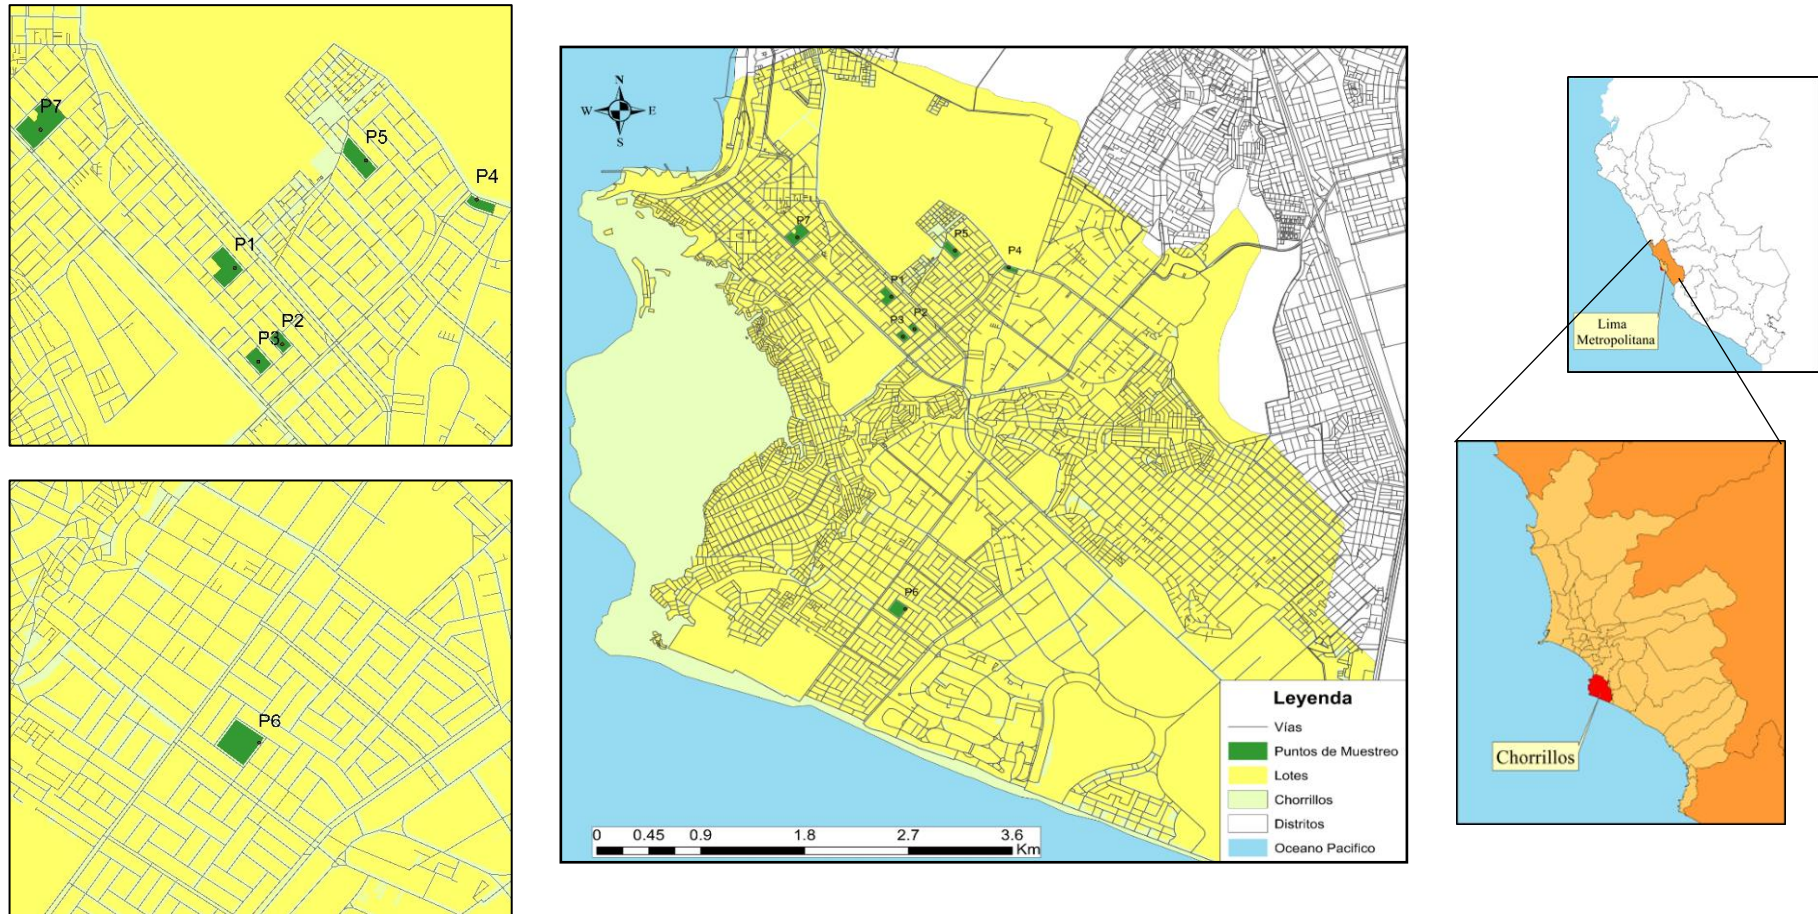 P7
P5
P4
P1
P2
P3
P6
N
W
E
S
P7
P5
P4
P1
P3
P2
P6
Leyenda
Vías
Puntos de Muestreo
Lotes
Chorrillos
Distritos
Oceano Pacifico
0 0.45 0.9 1.8 2.7 3.6
Km
Lima
Metropolitana
Chorrillos